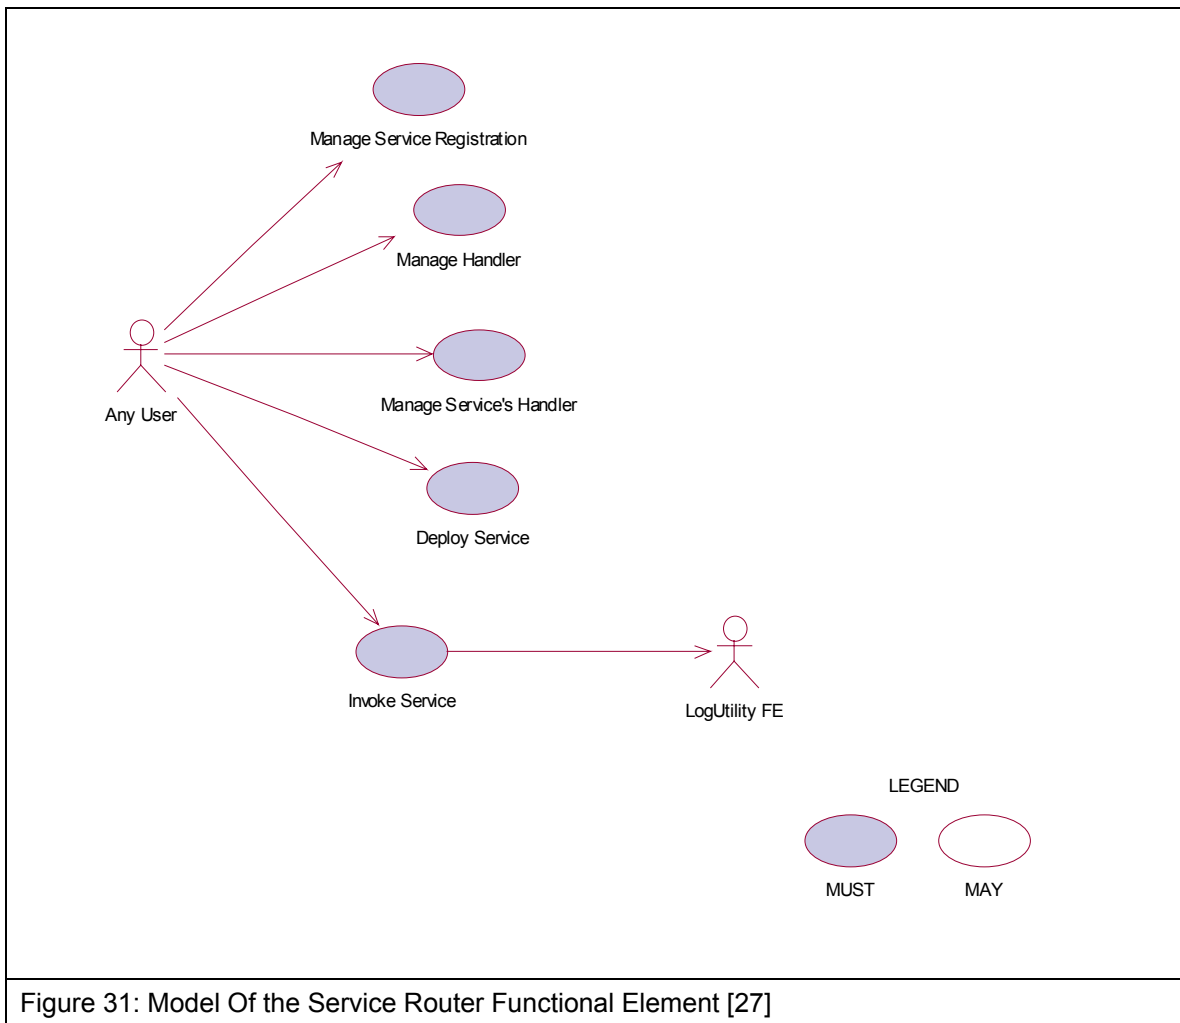 Manage Service Registration
Manage Handler
Manage Service's Handler
Any User
Deploy Service
Invoke Service
LogUtility FE
LEGEND
MUST
MAY
Figure 31: Model Of the Service Router Functional Element [27]